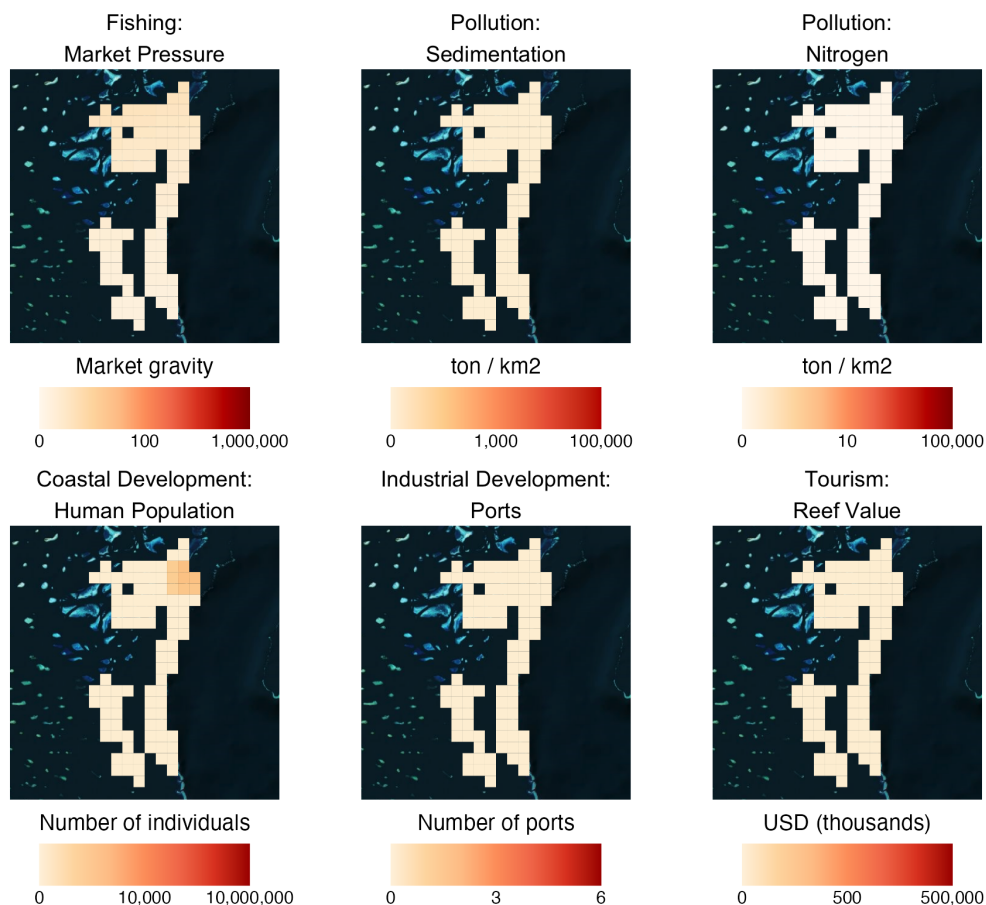 Fishing:
Market Pressure
Pollution:
Sedimentation
Pollution:
Nitrogen
Market gravity
0 100 1,000,000
ton / km2
0 1,000 100,000
ton / km2
0 10 100,000
Coastal Development:
Human Population
Industrial Development:
Ports
Tourism:
Reef Value
Number of individuals
0 10,000 10,000,000
Number of ports
0 3 6
USD (thousands)
0 500 500,000